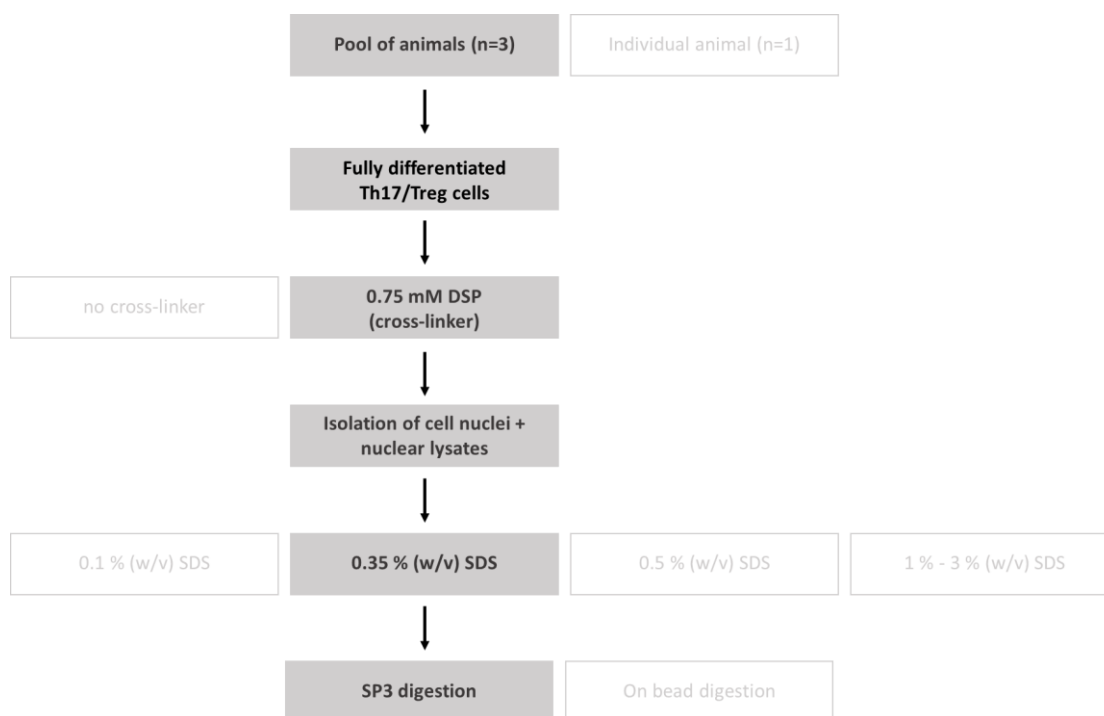 Pool of animals (n=3)
Individual animal (n=1)
Fully differentiated
Th17/Treg cells
no cross-linker
0.75 mM DSP
(cross-linker)
Isolation of cell nuclei +
nuclear lysates
0.1 % (w/v) SDS
0.35 % (w/v) SDS
0.5 % (w/v) SDS
1 % - 3 % (w/v) SDS
SP3 digestion
On bead digestion